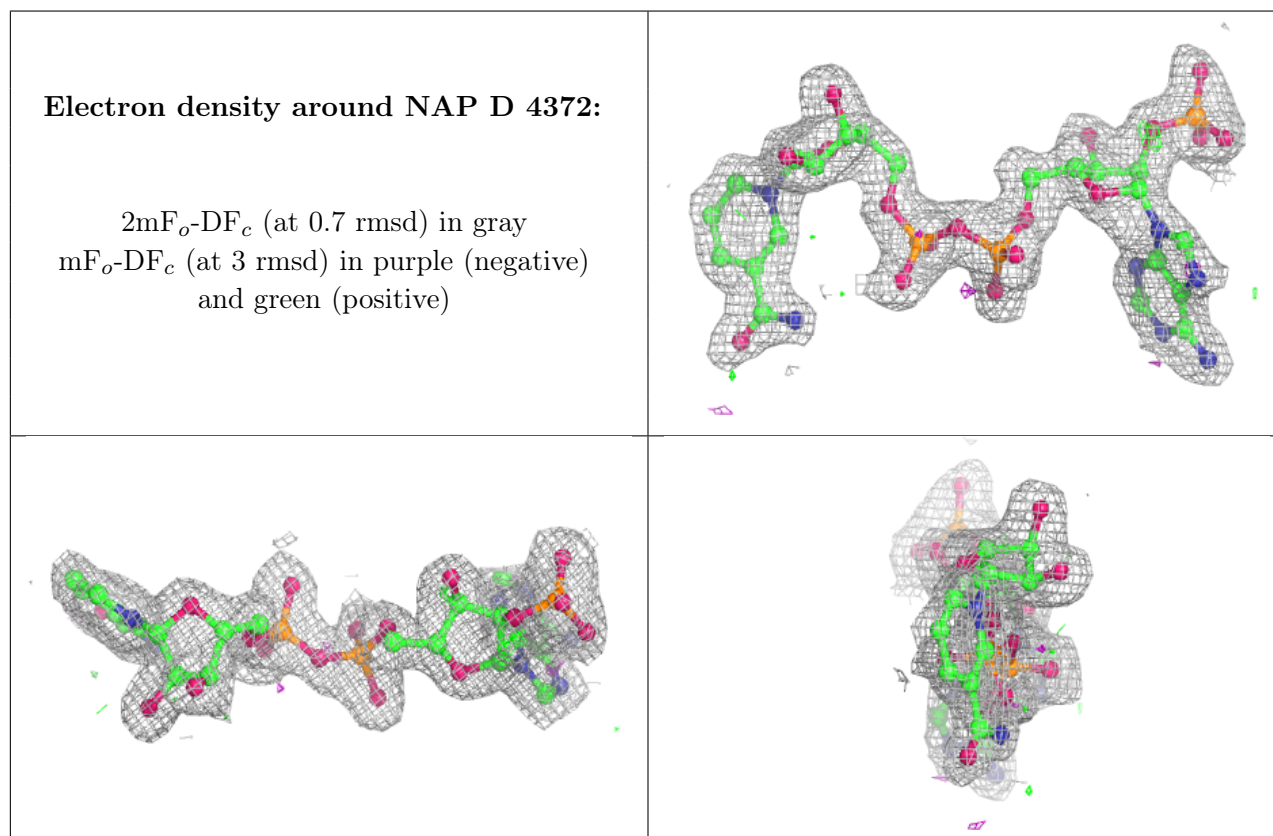 Electron density around NAP D 4372:
2mFo-DFc (at 0.7 rmsd) in gray
mFo-DFc (at 3 rmsd) in purple (negative)
and green (positive)